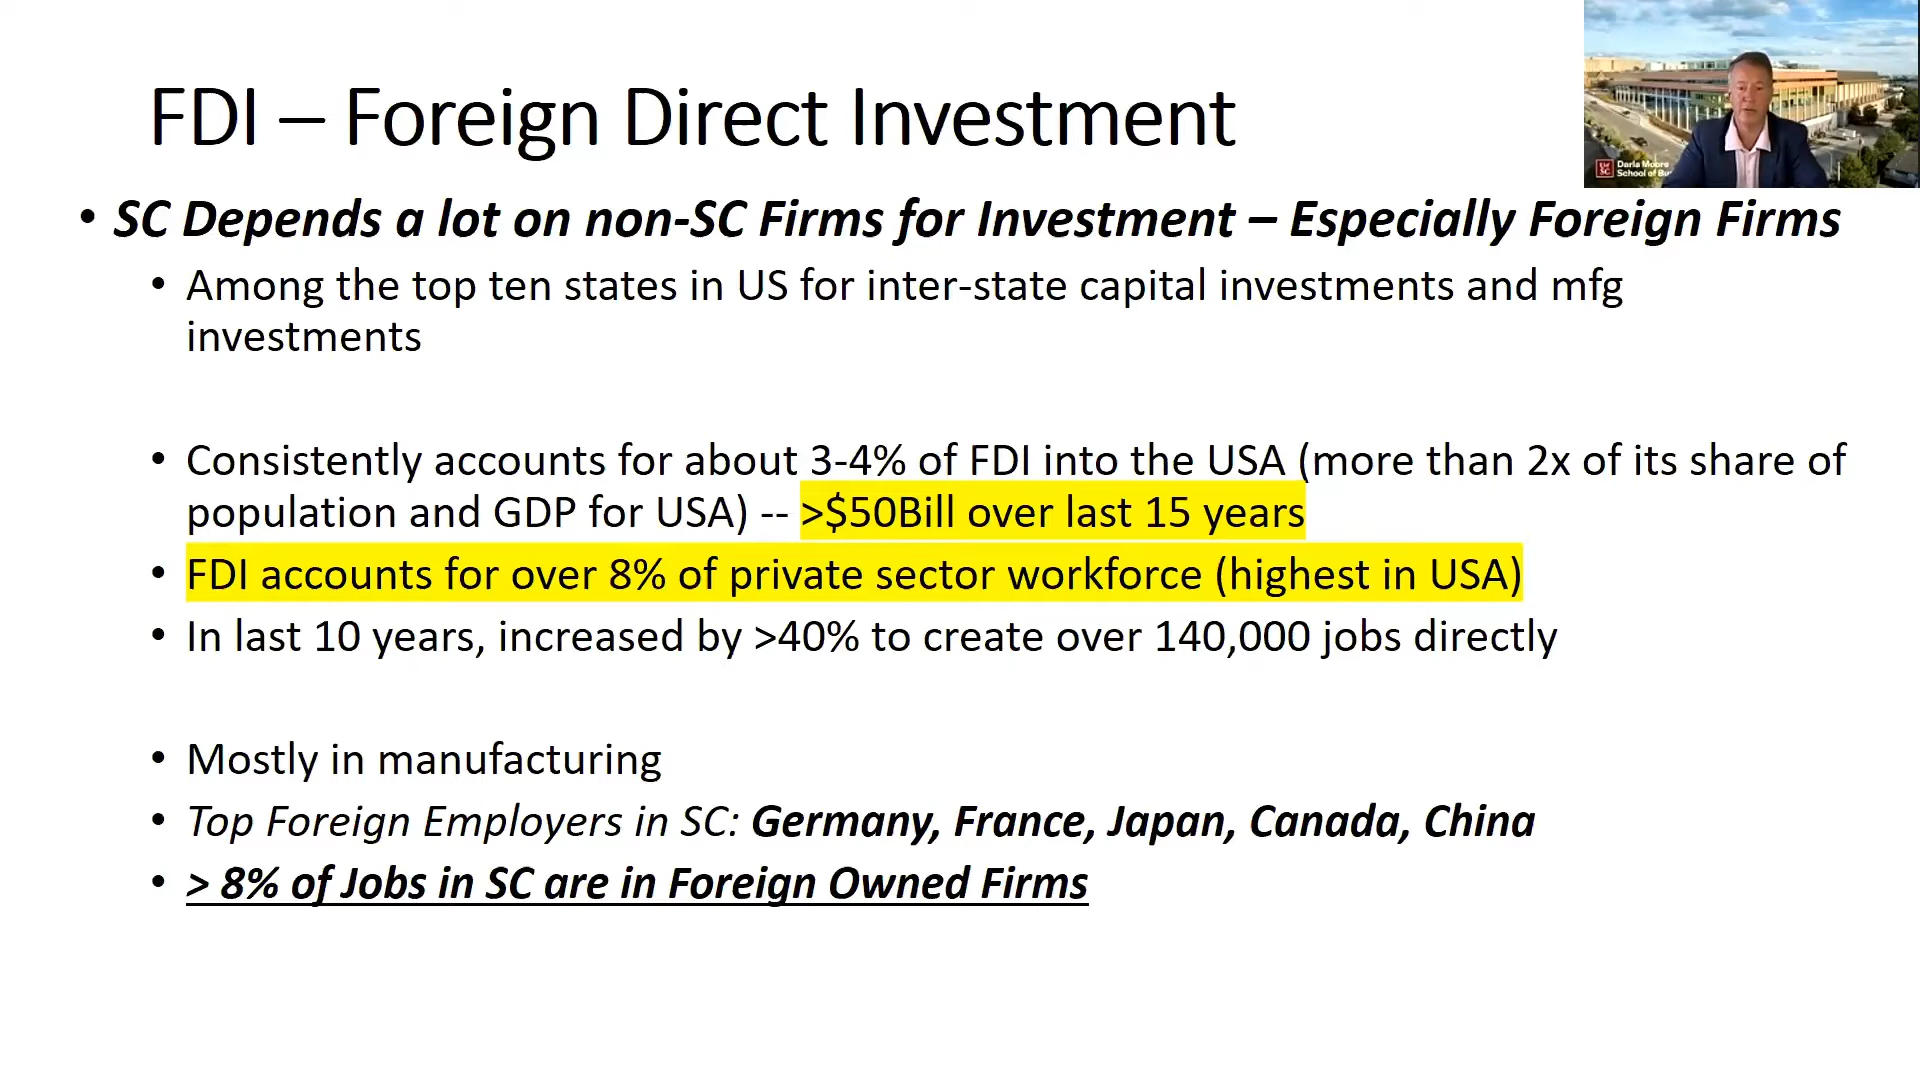 FDI – Foreign Direct Investment
UofSC
Darla Moore
School of Bu
• SC Depends a lot on non-SC Firms for Investment – Especially Foreign Firms
• Among the top ten states in US for inter-state capital investments and mfg
investments
• Consistently accounts for about 3-4% of FDI into the USA (more than 2x of its share of
population and GDP for USA) -- >$50Bill over last 15 years
• FDI accounts for over 8% of private sector workforce (highest in USA)
• In last 10 years, increased by >40% to create over 140,000 jobs directly
• Mostly in manufacturing
• Top Foreign Employers in SC: Germany, France, Japan, Canada, China
• > 8% of Jobs in SC are in Foreign Owned Firms